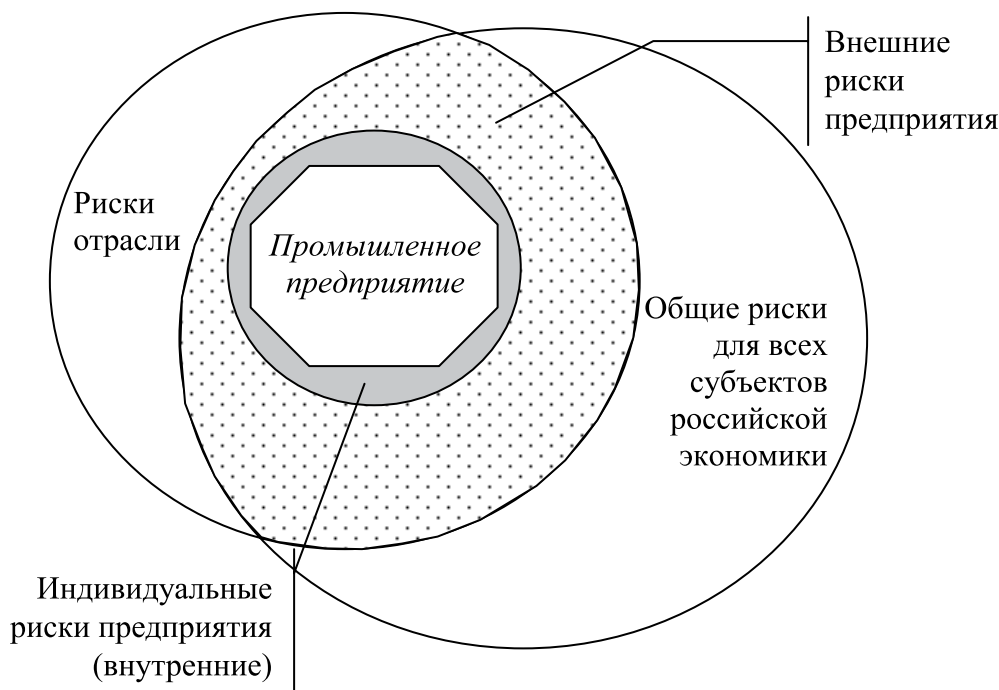 Внешние
риски
предприятия
Риски
отрасли
Промышленное
предприятие
Общие риски
для всех
субъектов
российской
экономики
Индивидуальные
риски предприятия
(внутренние)